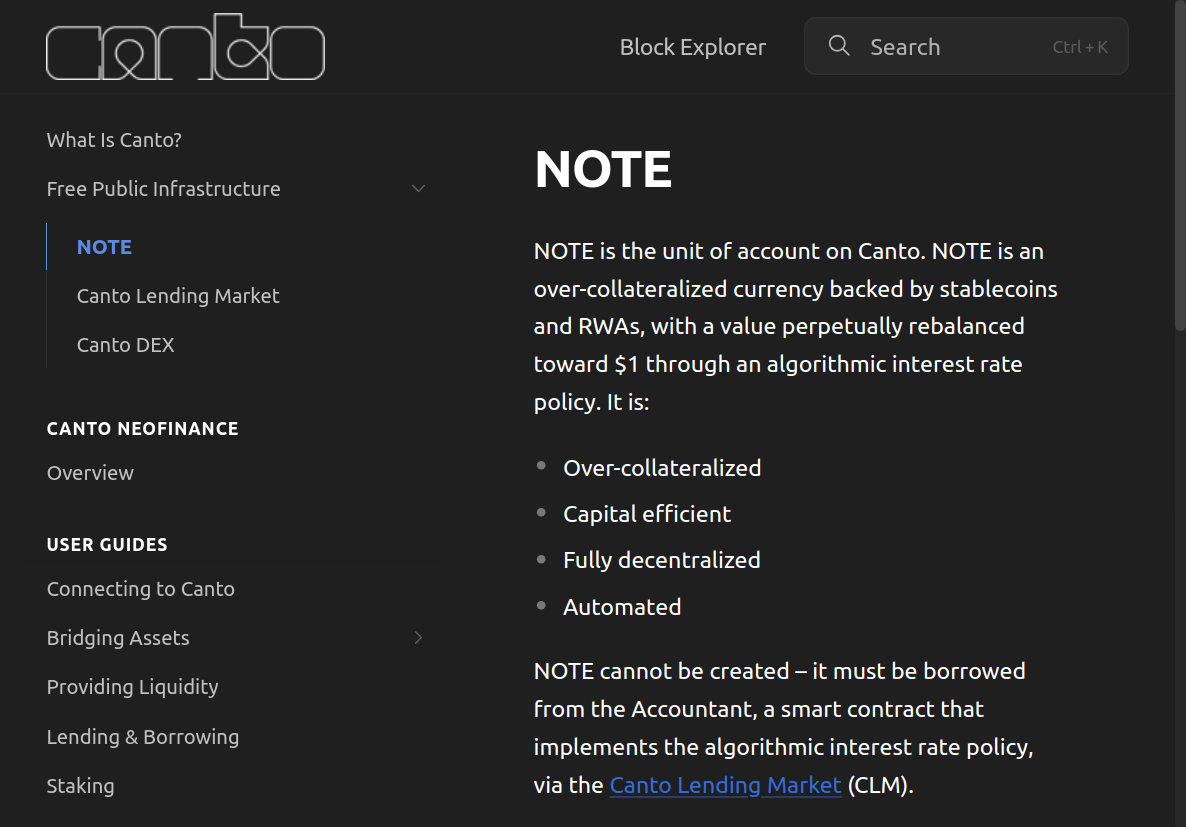 canto
Block Explorer
Search
Ctrl + K
What Is Canto?
Free Public Infrastructure
NOTE
Canto Lending Market
Canto DEX
CANTO NEOFINANCE
Overview
USER GUIDES
Connecting to Canto
Bridging Assets
Providing Liquidity
Lending & Borrowing
Staking
NOTE
NOTE is the unit of account on Canto. NOTE is an
over-collateralized currency backed by stablecoins
and RWAs, with a value perpetually rebalanced
toward $1 through an algorithmic interest rate
policy. It is:
Over-collateralized
Capital efficient
Fully decentralized
Automated
NOTE cannot be created – it must be borrowed
from the Accountant, a smart contract that
implements the algorithmic interest rate policy,
via the Canto Lending Market (CLM).